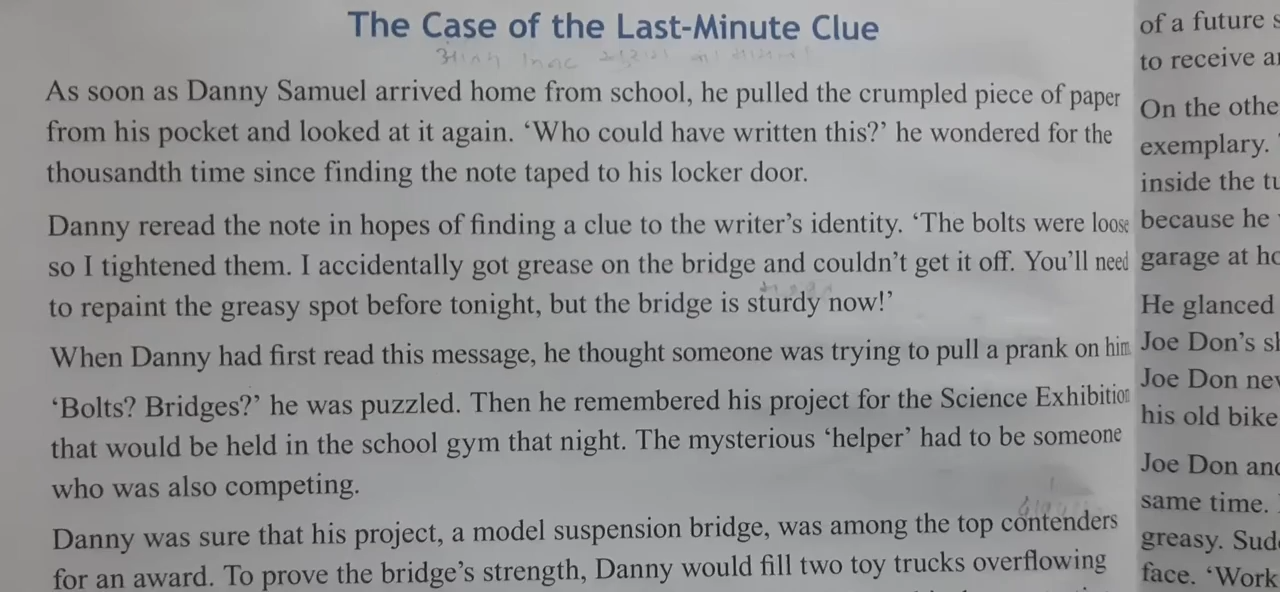 The Case of the Last-Minute Clue
As soon as Danny Samuel arrived home from school, he pulled the crumpled piece of paper
from his pocket and looked at it again. ‘Who could have written this?’ he wondered for the
thousandth time since finding the note taped to his locker door.
Danny reread the note in hopes of finding a clue to the writer’s identity. ‘The bolts were loose
so I tightened them. I accidentally got grease on the bridge and couldn’t get it off. You’ll need
to repaint the greasy spot before tonight, but the bridge is sturdy now!’
When Danny had first read this message, he thought someone was trying to pull a prank on him
‘Bolts? Bridges?’ he was puzzled. Then he remembered his project for the Science Exhibition
that would be held in the school gym that night. The mysterious ‘helper’ had to be someone
who was also competing.
Danny was sure that his project, a model suspension bridge, was among the top contenders
for an award. To prove the bridge’s strength, Danny would fill two toy trucks overflowing
of a future
to receive
On the
exemplary.
inside the
because he
garage at
He glanced
Joe Don’s
Joe Don
his old bike
Joe Don
same time.
greasy.
face. ‘Work